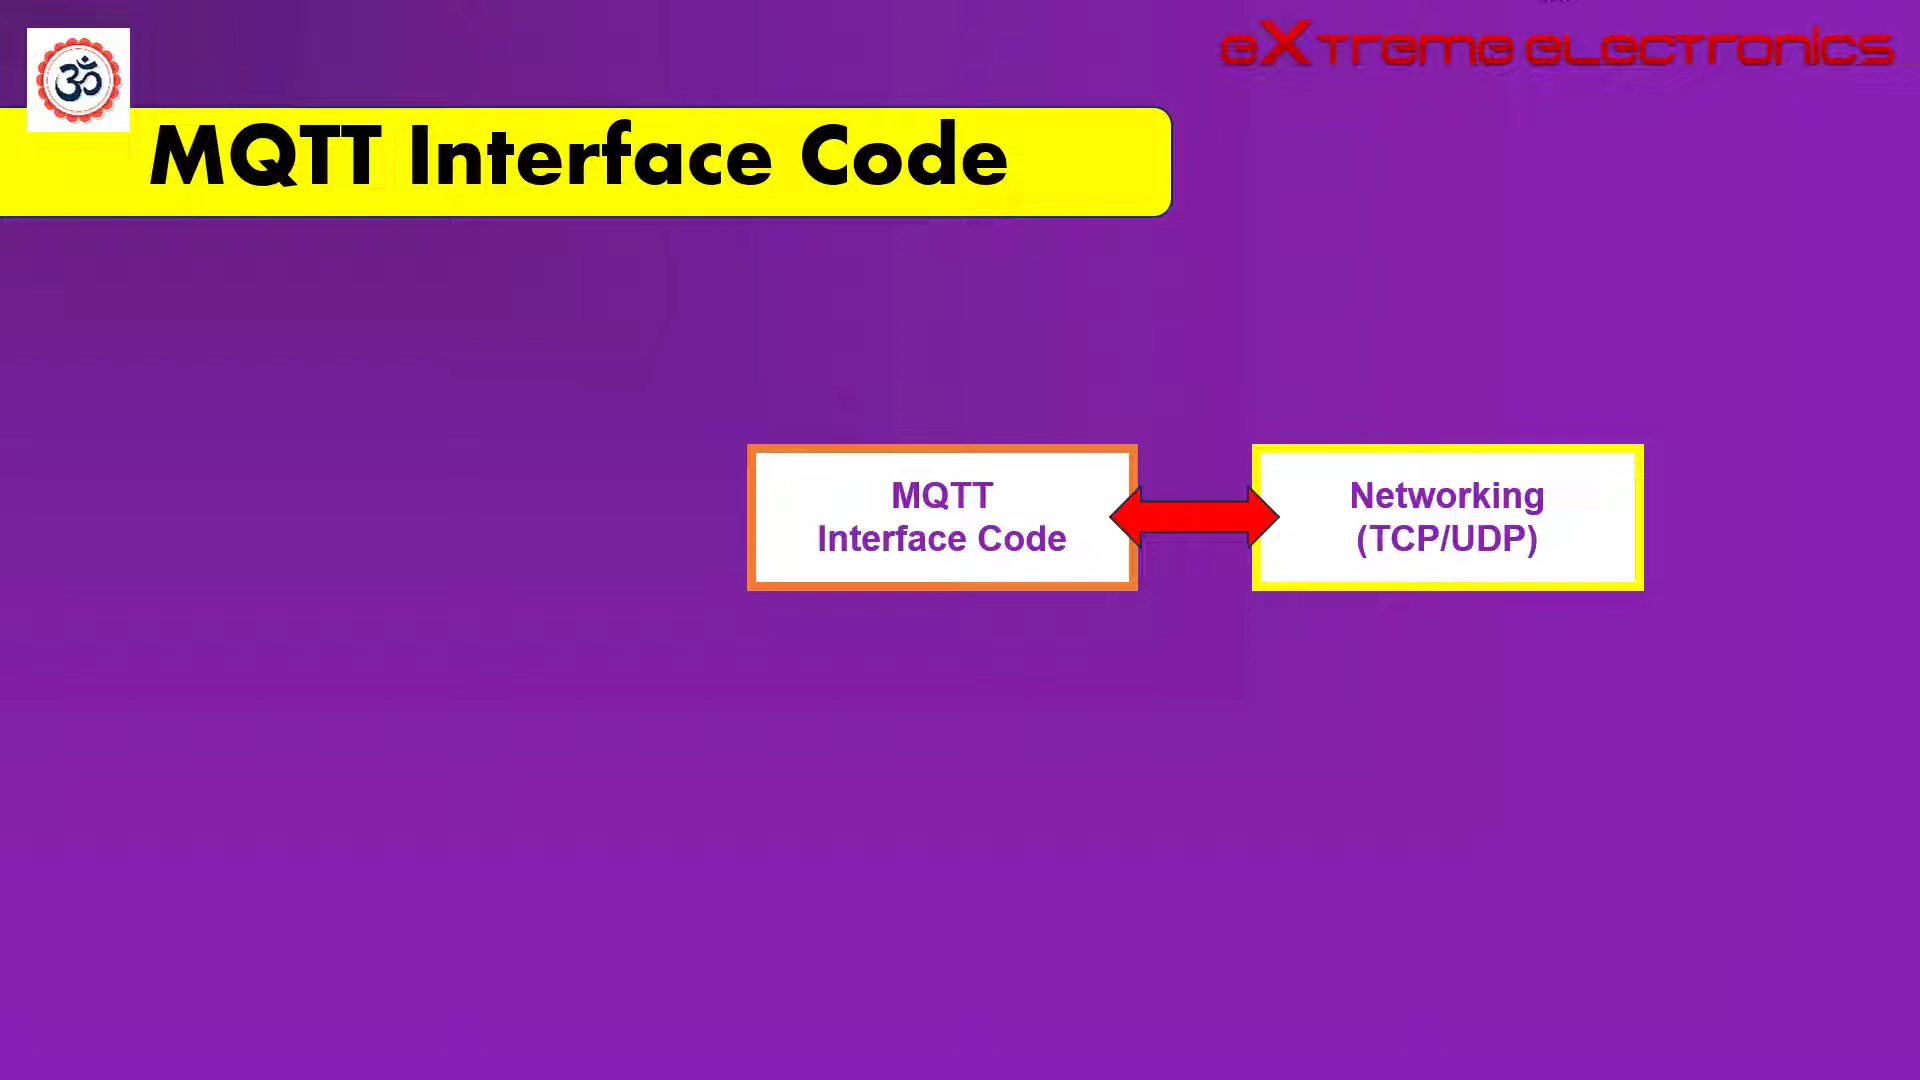 ॐ
eXtreme electronics
MQTT Interface Code
MQTT
Interface Code
Networking
(TCP/UDP)